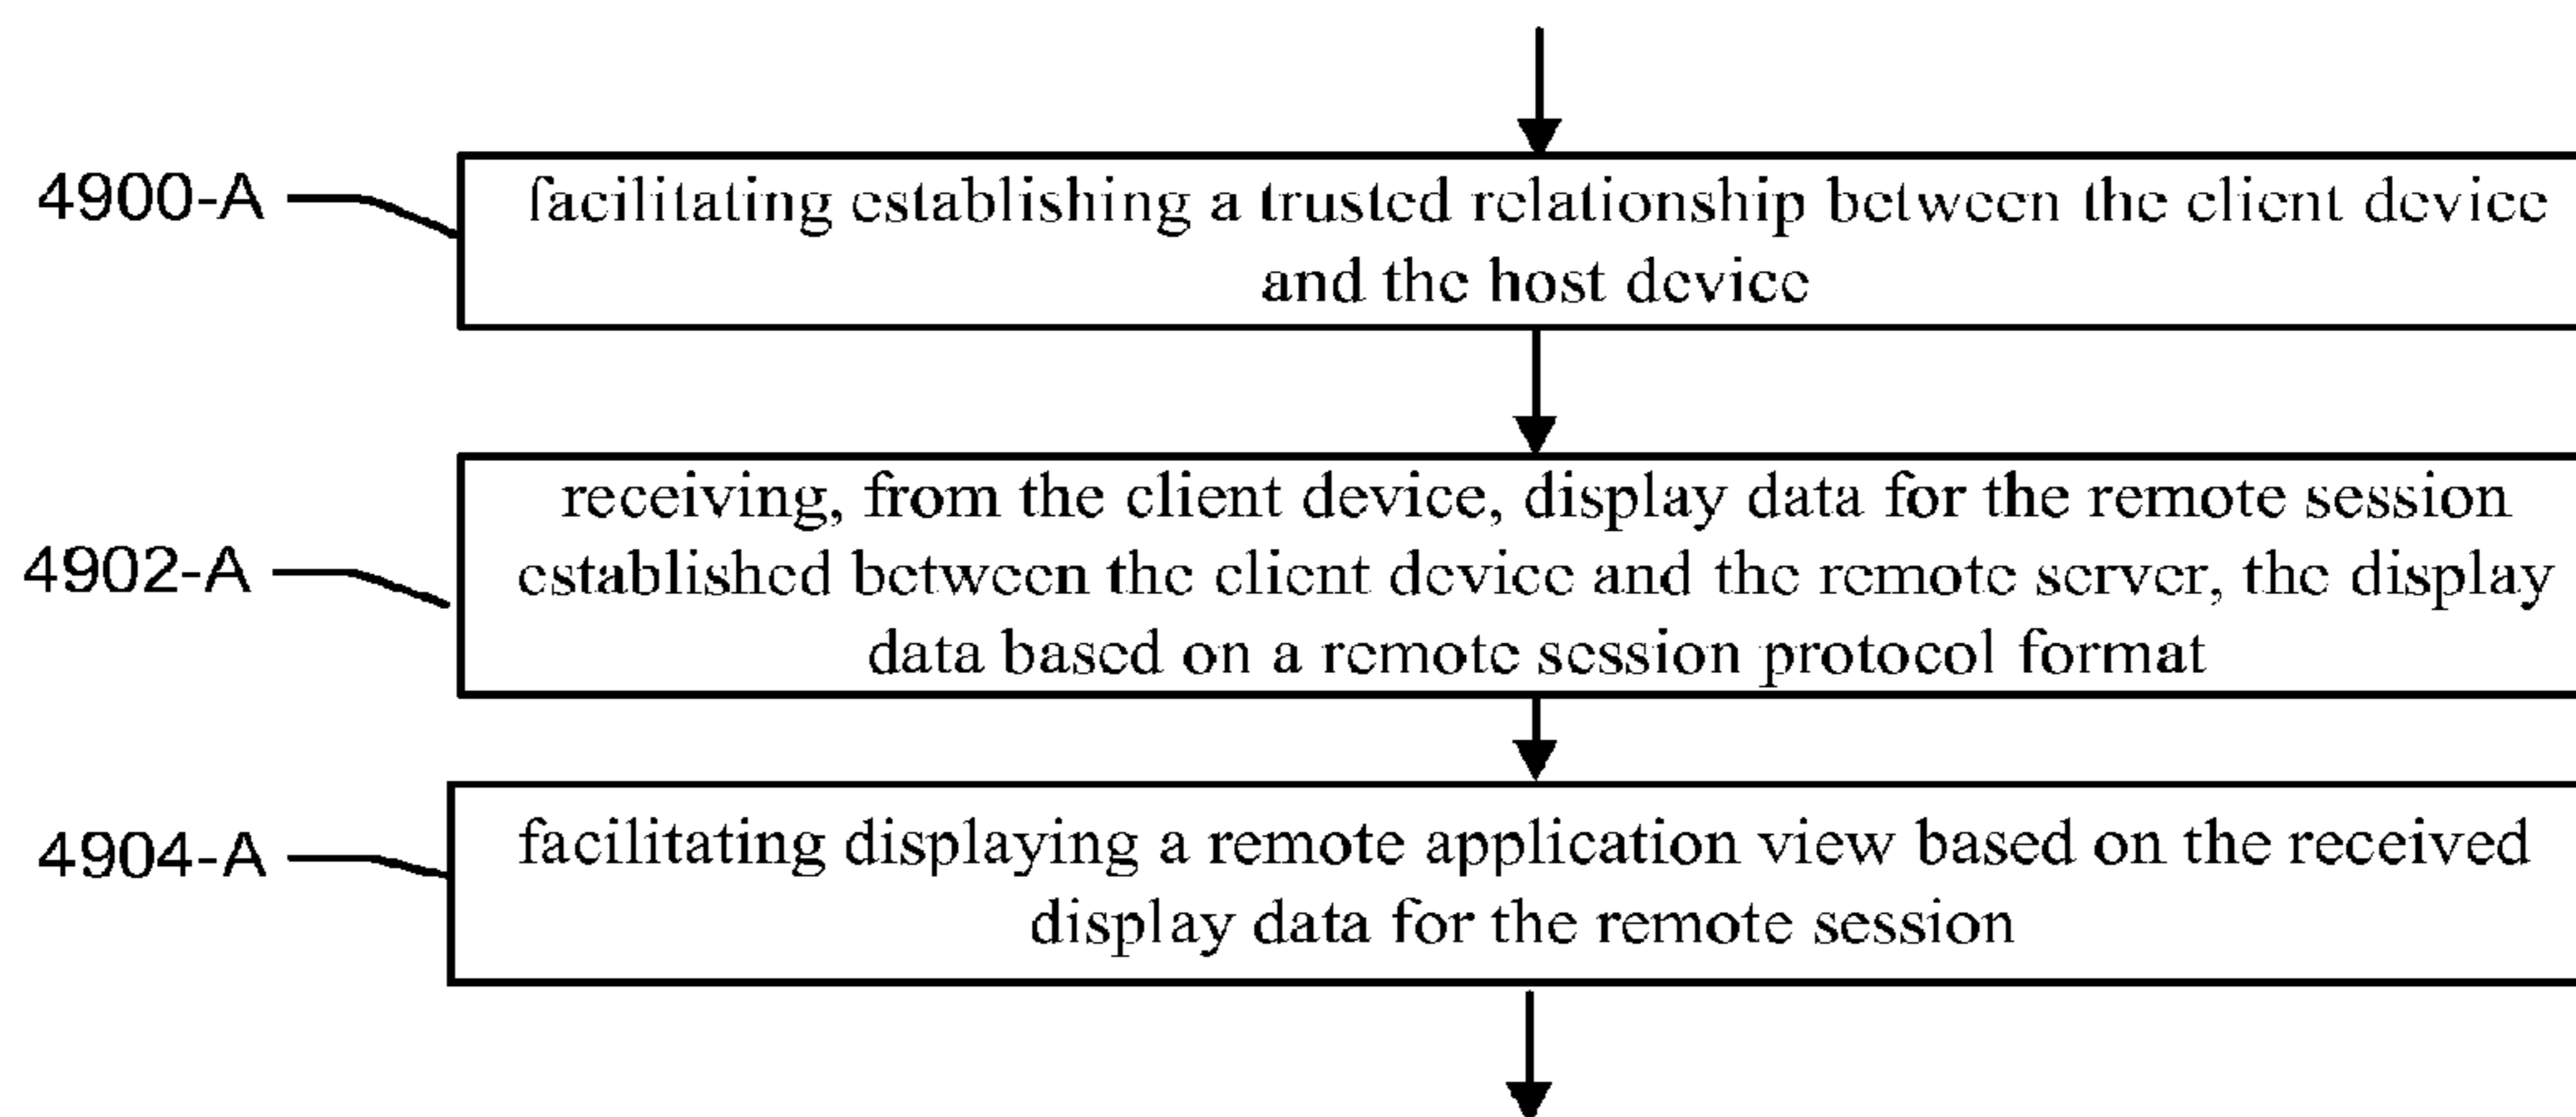 4900-A
facilitating establishing a trusted relationship between the client device
and the host device
4902-A
receiving, from the client device, display data for the remote session
established between the client device and the remote server, the display
data based on a remote session protocol format
4904-A
facilitating displaying a remote application view based on the received
display data for the remote session